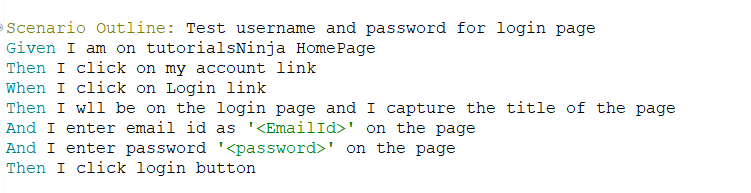 Scenario Outline: Test username and password for login page
Given I am on tutorialsNinja HomePage
Then I click on my account link
When I click on Login link
Then I wll be on the login page and I capture the title of the page
And I enter email id as '<EmailId>' on the page
And I enter password '<password>' on the page
Then I click login button